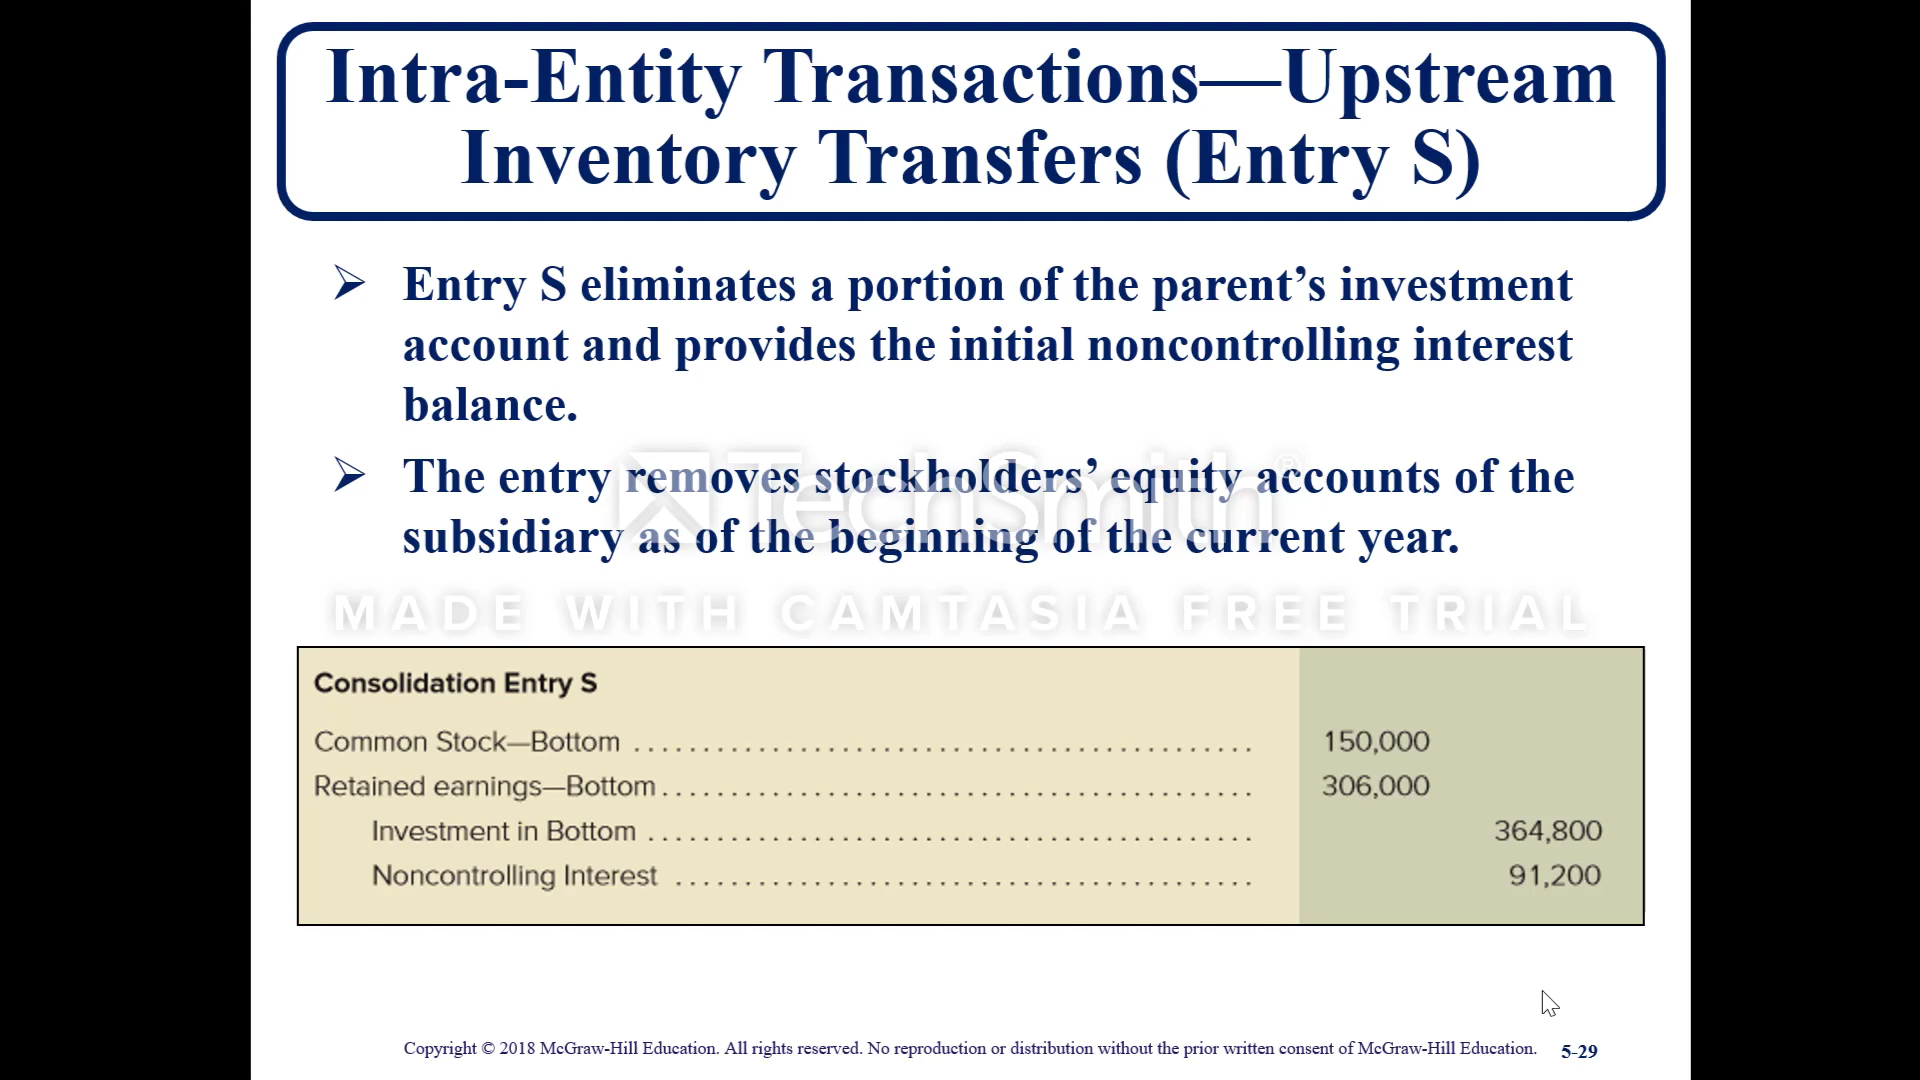 Intra-Entity Transactions—Upstream
Inventory Transfers (Entry S)
➢ Entry S eliminates a portion of the parent’s investment
account and provides the initial noncontrolling interest
balance.
➢ The entry removes stockholders’ equity accounts of the
subsidiary as of the beginning of the current year.
TechSmith®
MADE WITH CAMTASIA FREE TRIAL
Consolidation Entry S
Common Stock—Bottom 150,000
Retained earnings—Bottom 306,000
Investment in Bottom 364,800
Noncontrolling Interest 91,200
Copyright © 2018 McGraw-Hill Education. All rights reserved. No reproduction or distribution without the prior written consent of McGraw-Hill Education. 5-29